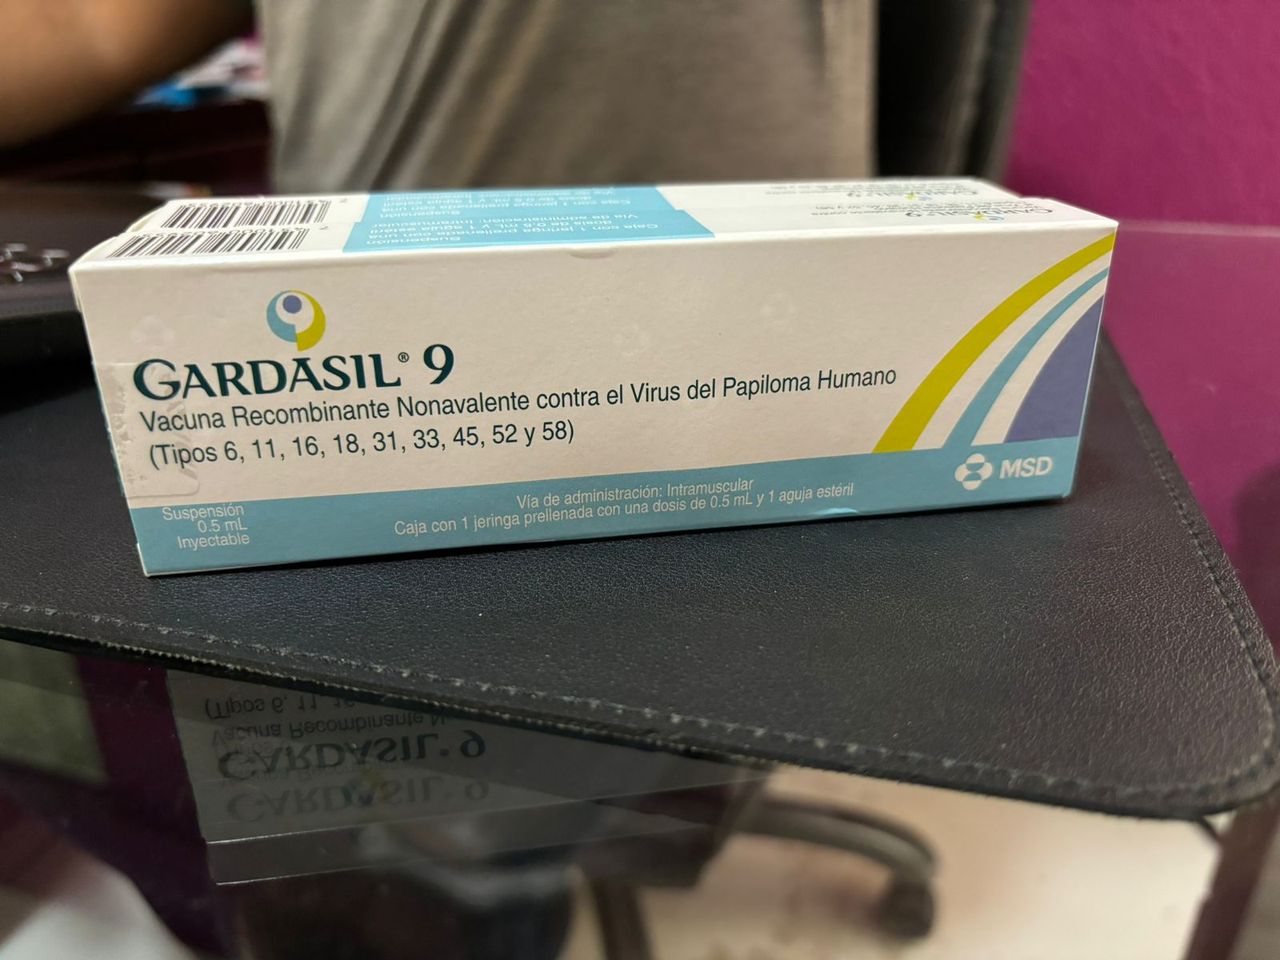 GARDASIL® 9
Vacuna Recombinante Nonavalente contra el Virus del Papiloma Humano
(Tipos 6, 11, 16, 18, 31, 33, 45, 52 y 58)
Suspensión
0.5 mL
Inyectable
Vía de administración: Intramuscular
Caja con 1 jeringa prellenada con una dosis de 0.5 mL y 1 aguja estéril
MSD